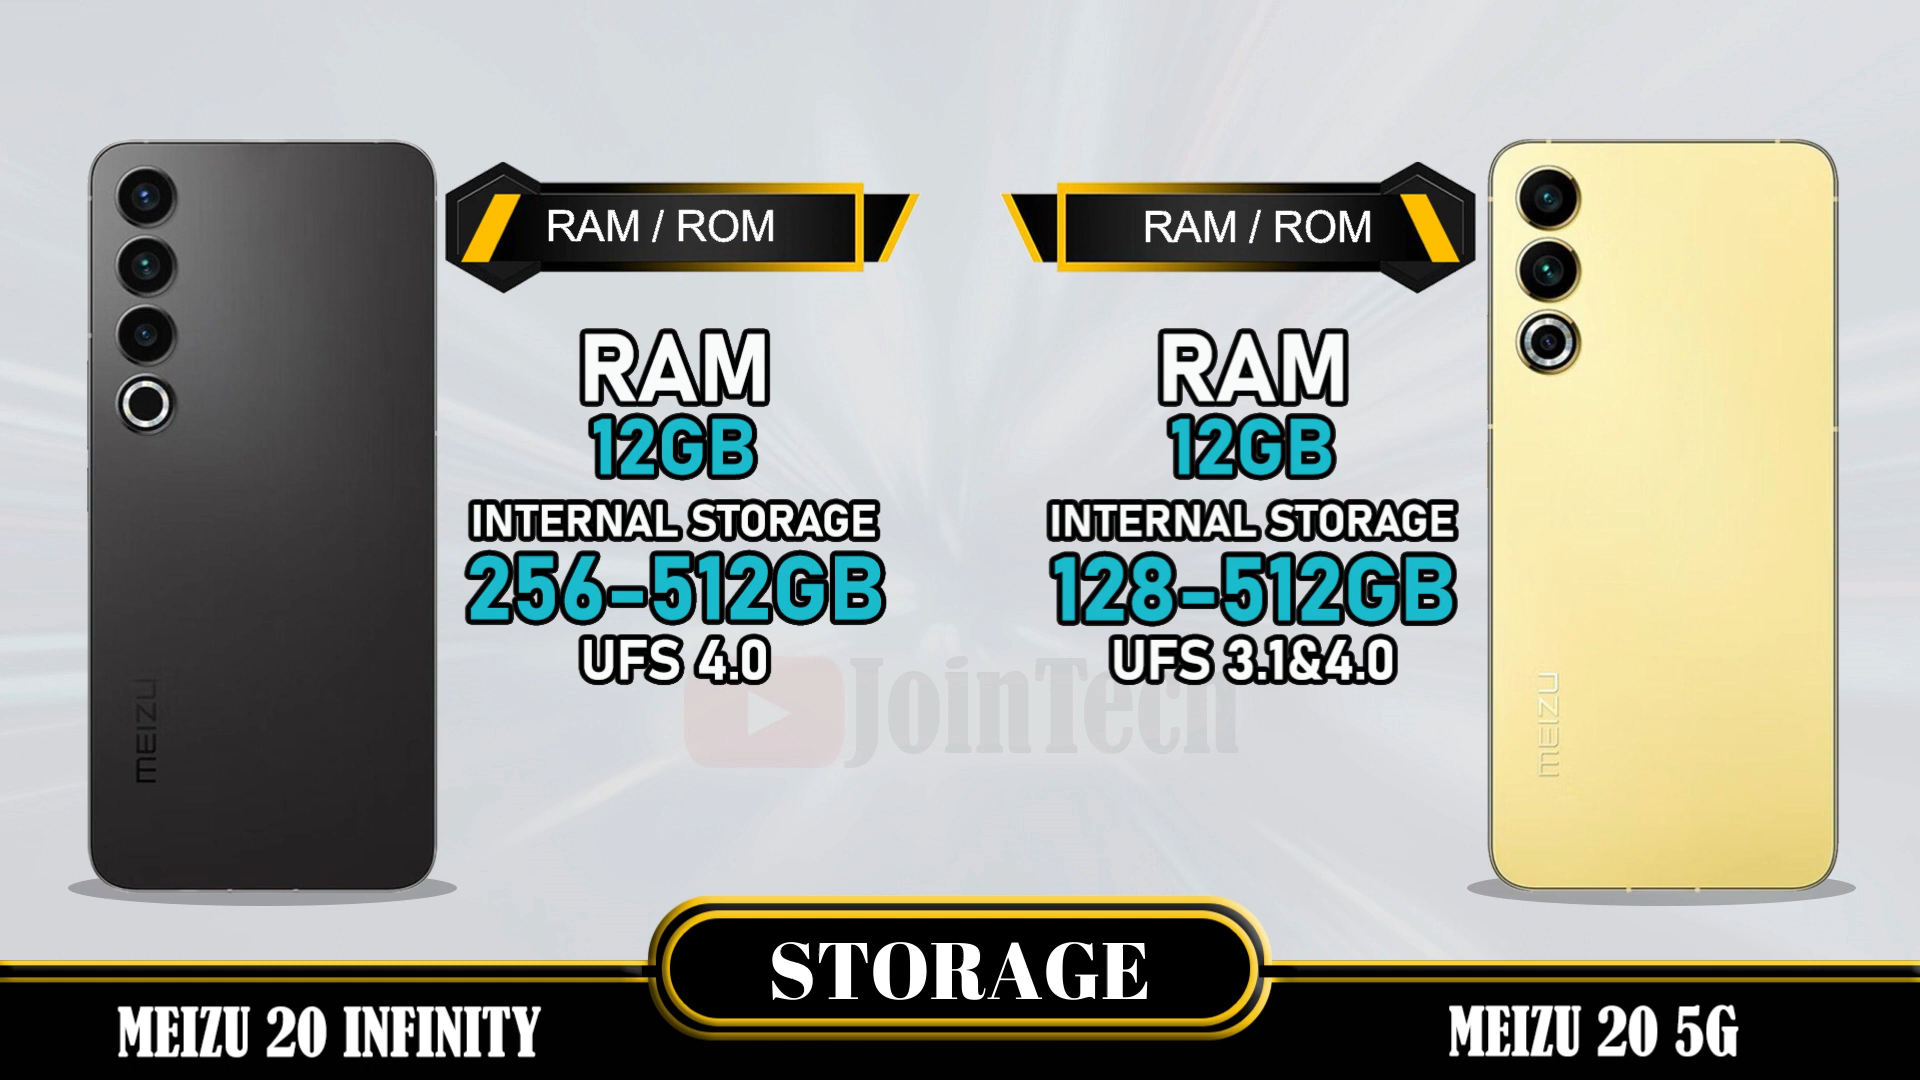 RAM / ROM
RAM
12GB
INTERNAL STORAGE
256-512GB
UFS 4.0
RAM / ROM
RAM
12GB
INTERNAL STORAGE
128-512GB
UFS 3.1&4.0
JoinTech
MEIZU
MEIZU
STORAGE
MEIZU 20 INFINITY
MEIZU 20 5G